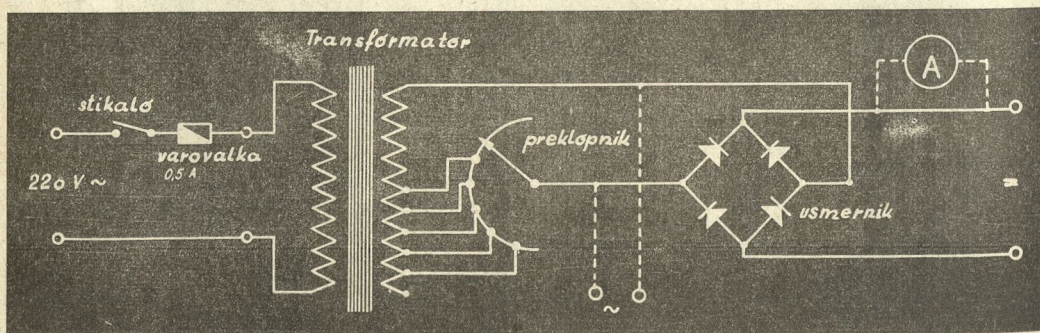 Transformator
stikalo
varovalka
0,5 A
220 V ~
preklopnik
usmernik
A
=
~